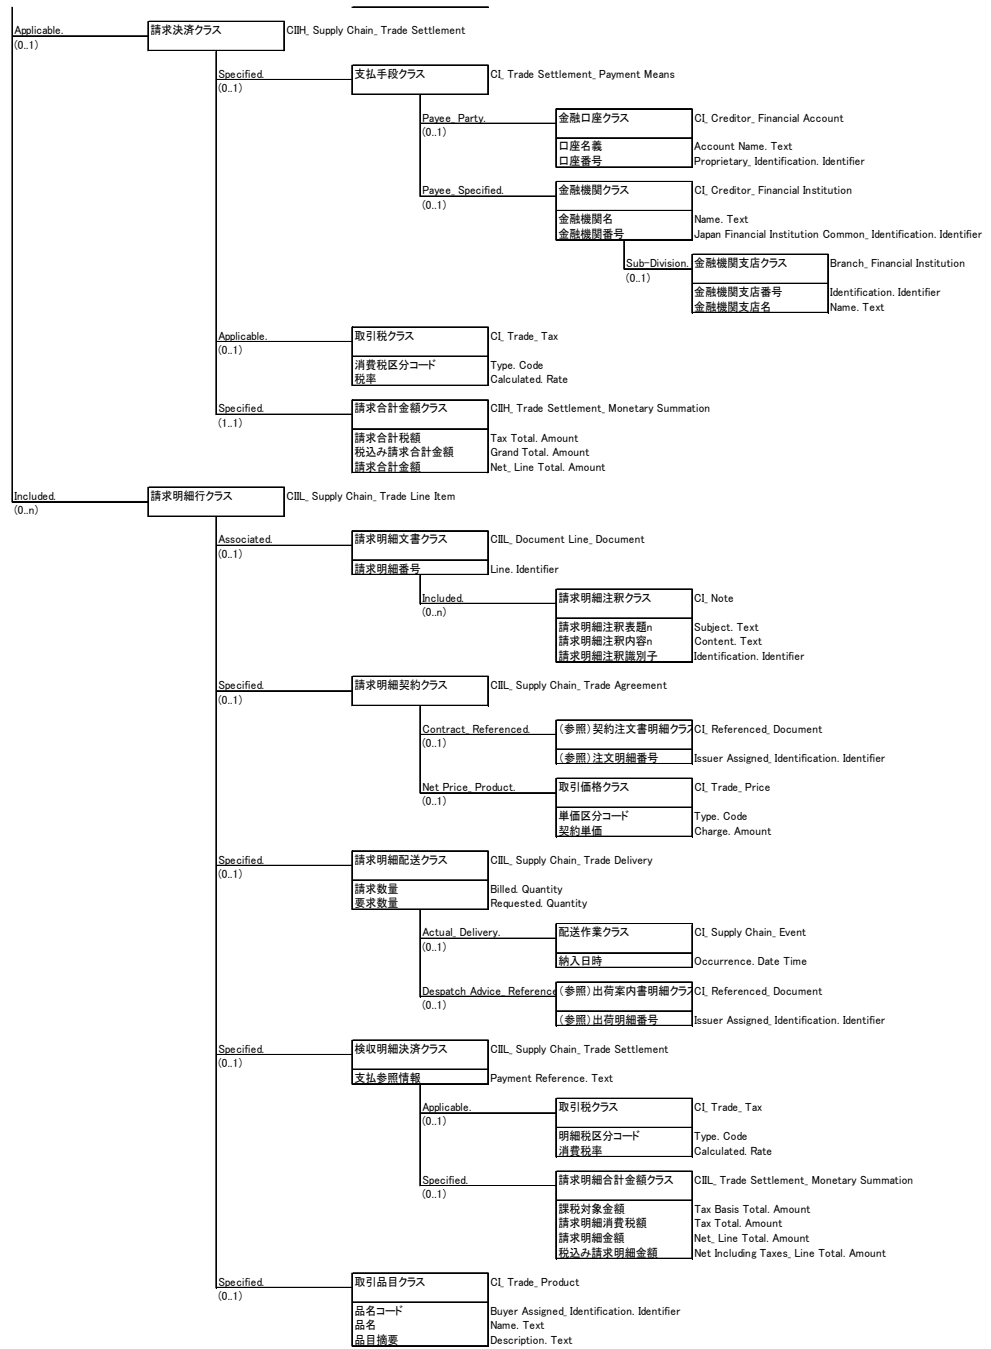 Applicable. 請求決済クラス CIIH_ Supply Chain_ Trade Settlement
(0..1)
Specified. 支払手段クラス CI_ Trade Settlement_ Payment Means
(0..1)
Payee_ Party. 金融口座クラス CI_ Creditor_ Financial Account
(0..1)
口座名義 Account Name. Text
口座番号 Proprietary_ Identification. Identifier
Payee_ Specified. 金融機関クラス CI_ Creditor_ Financial Institution
(0..1)
金融機関名 Name. Text
金融機関番号 Japan Financial Institution Common_ Identification. Identifier
Sub-Division. 金融機関支店クラス Branch_ Financial Institution
(0..1)
金融機関支店番号 Identification. Identifier
金融機関支店名 Name. Text
Applicable. 取引税クラス CI_ Trade_ Tax
(0..1)
消費税区分コード Type. Code
税率 Calculated. Rate
Specified. 請求合計金額クラス CIIH_ Trade Settlement_ Monetary Summation
(1..1)
請求合計税額 Tax Total. Amount
税込み請求合計金額 Grand Total. Amount
請求合計金額 Net_ Line Total. Amount
Included. 請求明細行クラス CIIL_ Supply Chain_ Trade Line Item
(0..n)
Associated. 請求明細文書クラス CIIL_ Document Line_ Document
(0..1)
請求明細番号 Line. Identifier
Included. 請求明細注釈クラス CI_ Note
(0..n)
請求明細注釈表題n Subject. Text
請求明細注釈内容n Content. Text
請求明細注釈識別子 Identification. Identifier
Specified. 請求明細契約クラス CIIL_ Supply Chain_ Trade Agreement
(0..1)
Contract_ Referenced. (参照)契約注文書明細クラス CI_ Referenced_ Document
(0..1)
(参照)注文明細番号 Issuer Assigned_ Identification. Identifier
Net Price_ Product. 取引価格クラス CI_ Trade_ Price
(0..1)
単価区分コード Type. Code
契約単価 Charge. Amount
Specified. 請求明細配送クラス CIIL_ Supply Chain_ Trade Delivery
(0..1)
請求数量 Billed. Quantity
要求数量 Requested. Quantity
Actual_ Delivery. 配送作業クラス CI_ Supply Chain_ Event
(0..1)
納入日時 Occurrence. Date Time
Despatch Advice_ Reference (参照)出荷案内書明細クラス CI_ Referenced_ Document
(0..1)
(参照)出荷明細番号 Issuer Assigned_ Identification. Identifier
Specified. 検収明細決済クラス CIIL_ Supply Chain_ Trade Settlement
(0..1)
支払参照情報 Payment Reference. Text
Applicable. 取引税クラス CI_ Trade_ Tax
(0..1)
明細税区分コード Type. Code
消費税率 Calculated. Rate
Specified. 請求明細合計金額クラス CIIL_ Trade Settlement_ Monetary Summation
(0..1)
課税対象金額 Tax Basis Total. Amount
請求明細消費税額 Tax Total. Amount
請求明細金額 Net_ Line Total. Amount
税込み請求明細金額 Net Including Taxes_ Line Total. Amount
Specified. 取引品目クラス CI_ Trade_ Product
(0..1)
品名コード Buyer Assigned_ Identification. Identifier
品名 Name. Text
品目摘要 Description. Text